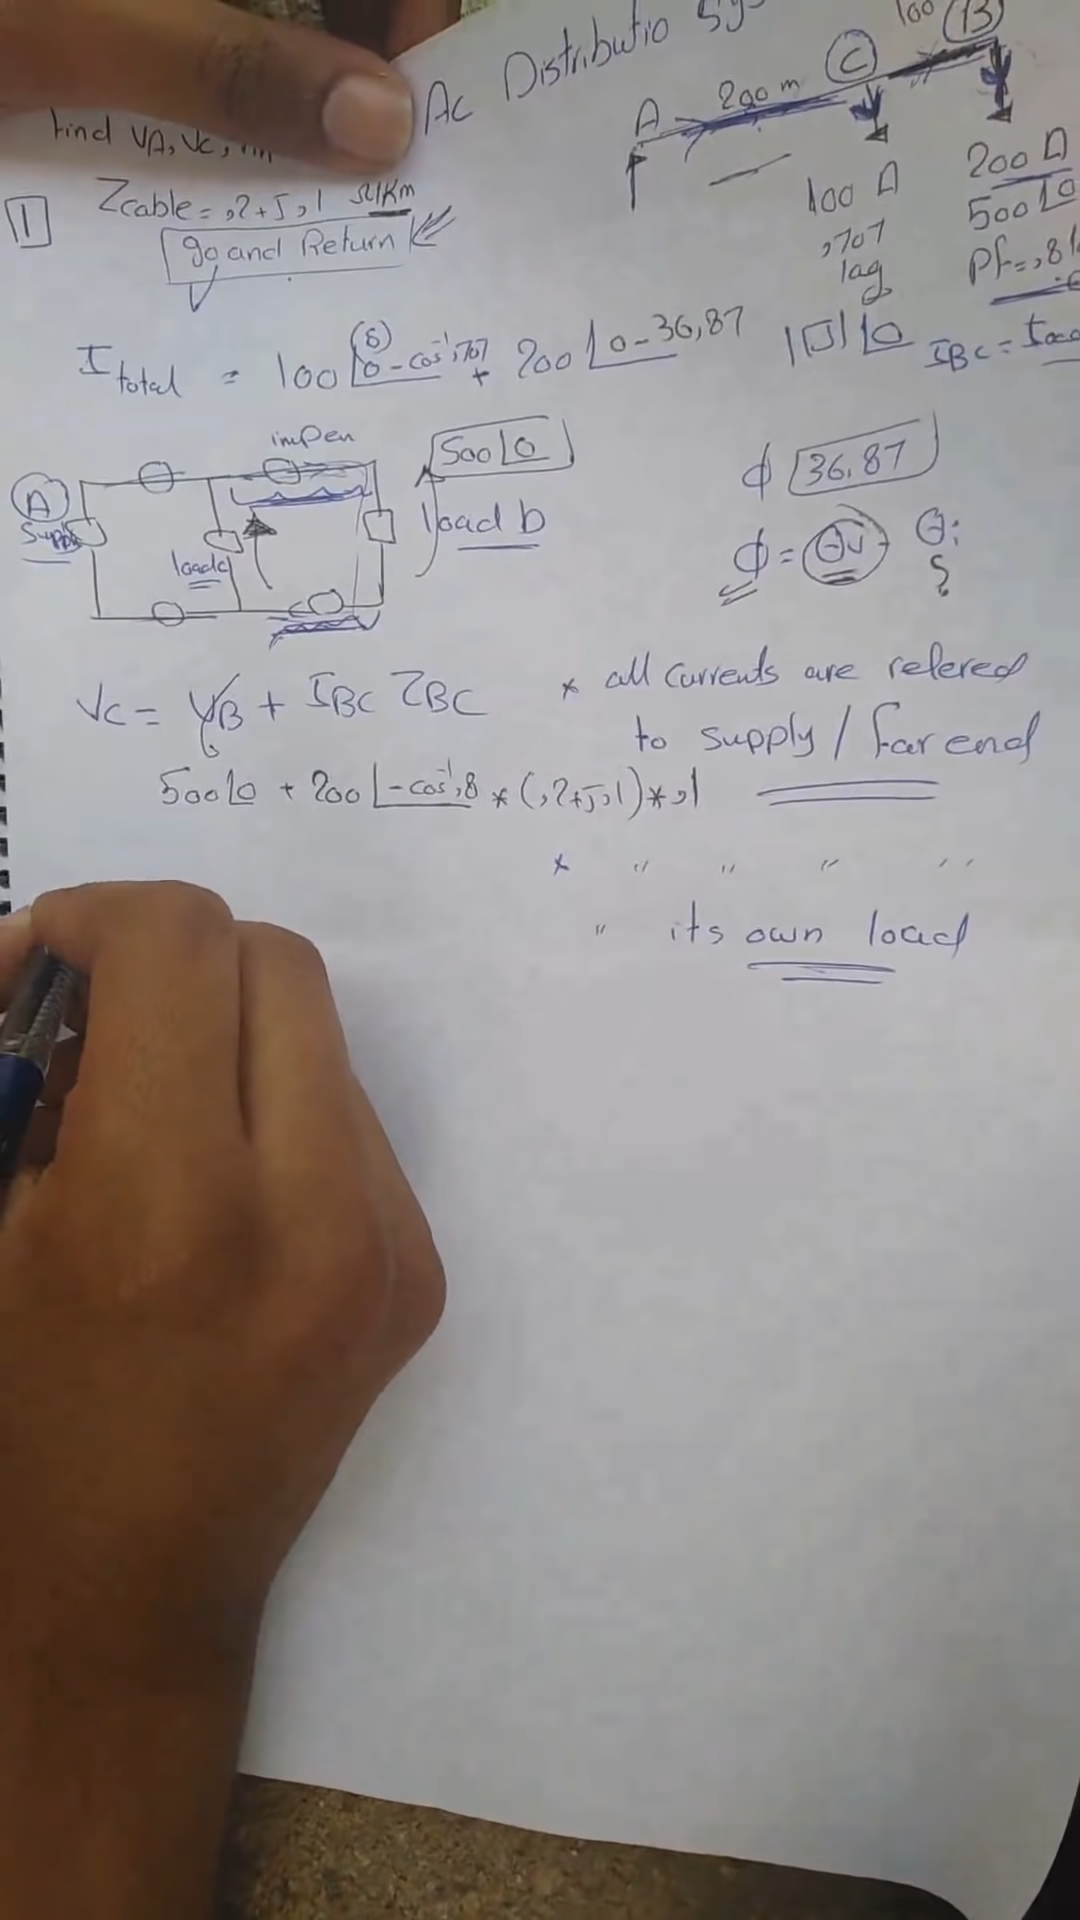 Ac Distributio Sy
100 B
C
A 200 m
find VA, Vc,
1 Zcable = ,2+J,1 Ω/Km
go and Return
100 A
,707
lag
200 A
500∠0
Pf=,8
I total = 100 ∠0-cos⁻¹,707 + 200 ∠0-36,87
(δ)
|V|∠0
IBC =
impen
A
Supply
500∠0
load b
load c
ϕ 36,87
ϕ = θv - θi
?
Vc = VB + IBC ZBC
500∠0 + 200 ∠-cos⁻¹,8 * (,2+J,1)*,1
* all currents are refered
to supply / far end
* " " " "
" its own load